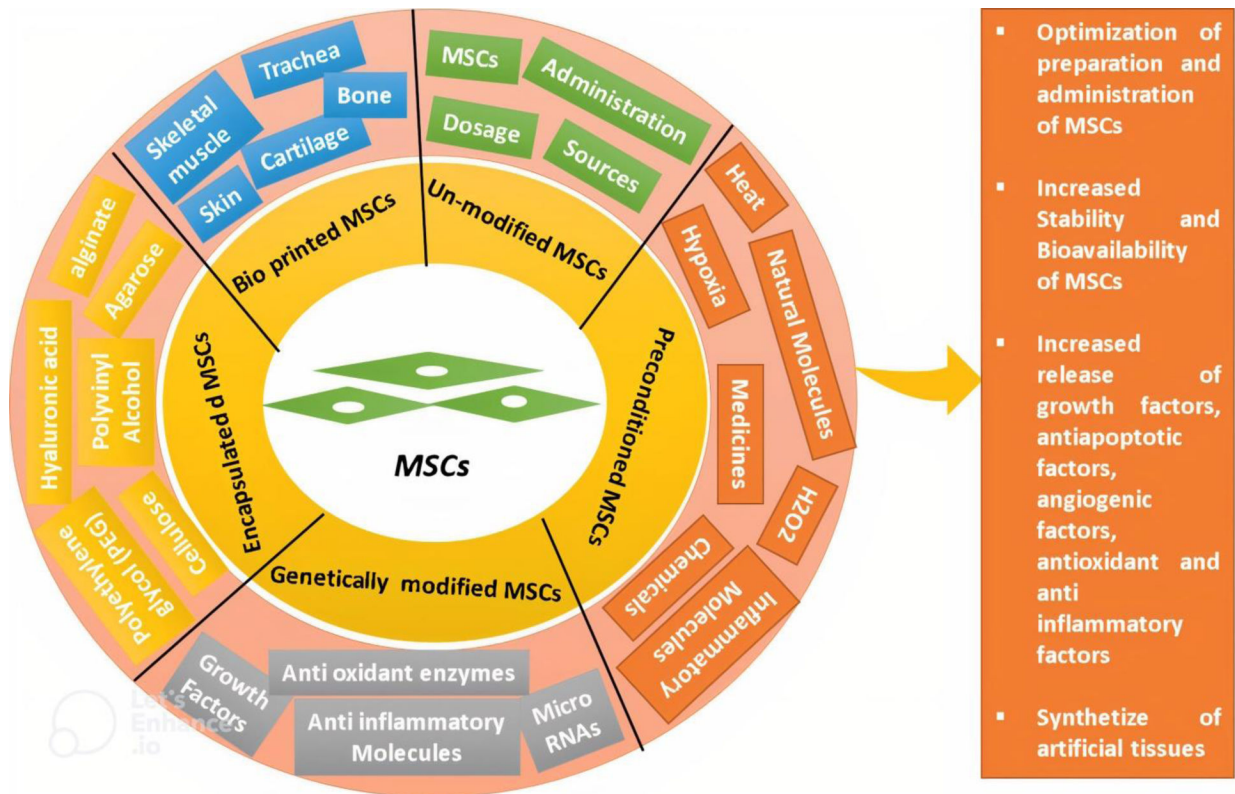 Trachea
Bone
Skeletal
muscle
Cartilage
Skin
MSCs
Administration
Dosage
Sources
Heat
Hypoxia
Natural Molecules
Medicines
H2O2
Chemicals
Inflammatory
Molecules
Growth
Factors
Anti oxidant enzymes
Anti inflammatory
Molecules
Micro
RNAs
alginate
Agarose
Hyaluronic acid
Polyvinyl
Alcohol
Cellulose
Polyethylene
glycol (PEG)
Bio printed MSCs
Un-modified MSCs
Preconditioned MSCs
Genetically modified MSCs
Encapsulated d MSCs
MSCs
Let's
Enhance
.io
▪ Optimization of
preparation and
administration
of MSCs
▪ Increased
Stability and
Bioavailability
of MSCs
▪ Increased
release of
growth factors,
antiapoptotic
factors,
angiogenic
factors,
antioxidant and
anti
inflammatory
factors
▪ Synthetize of
artificial tissues